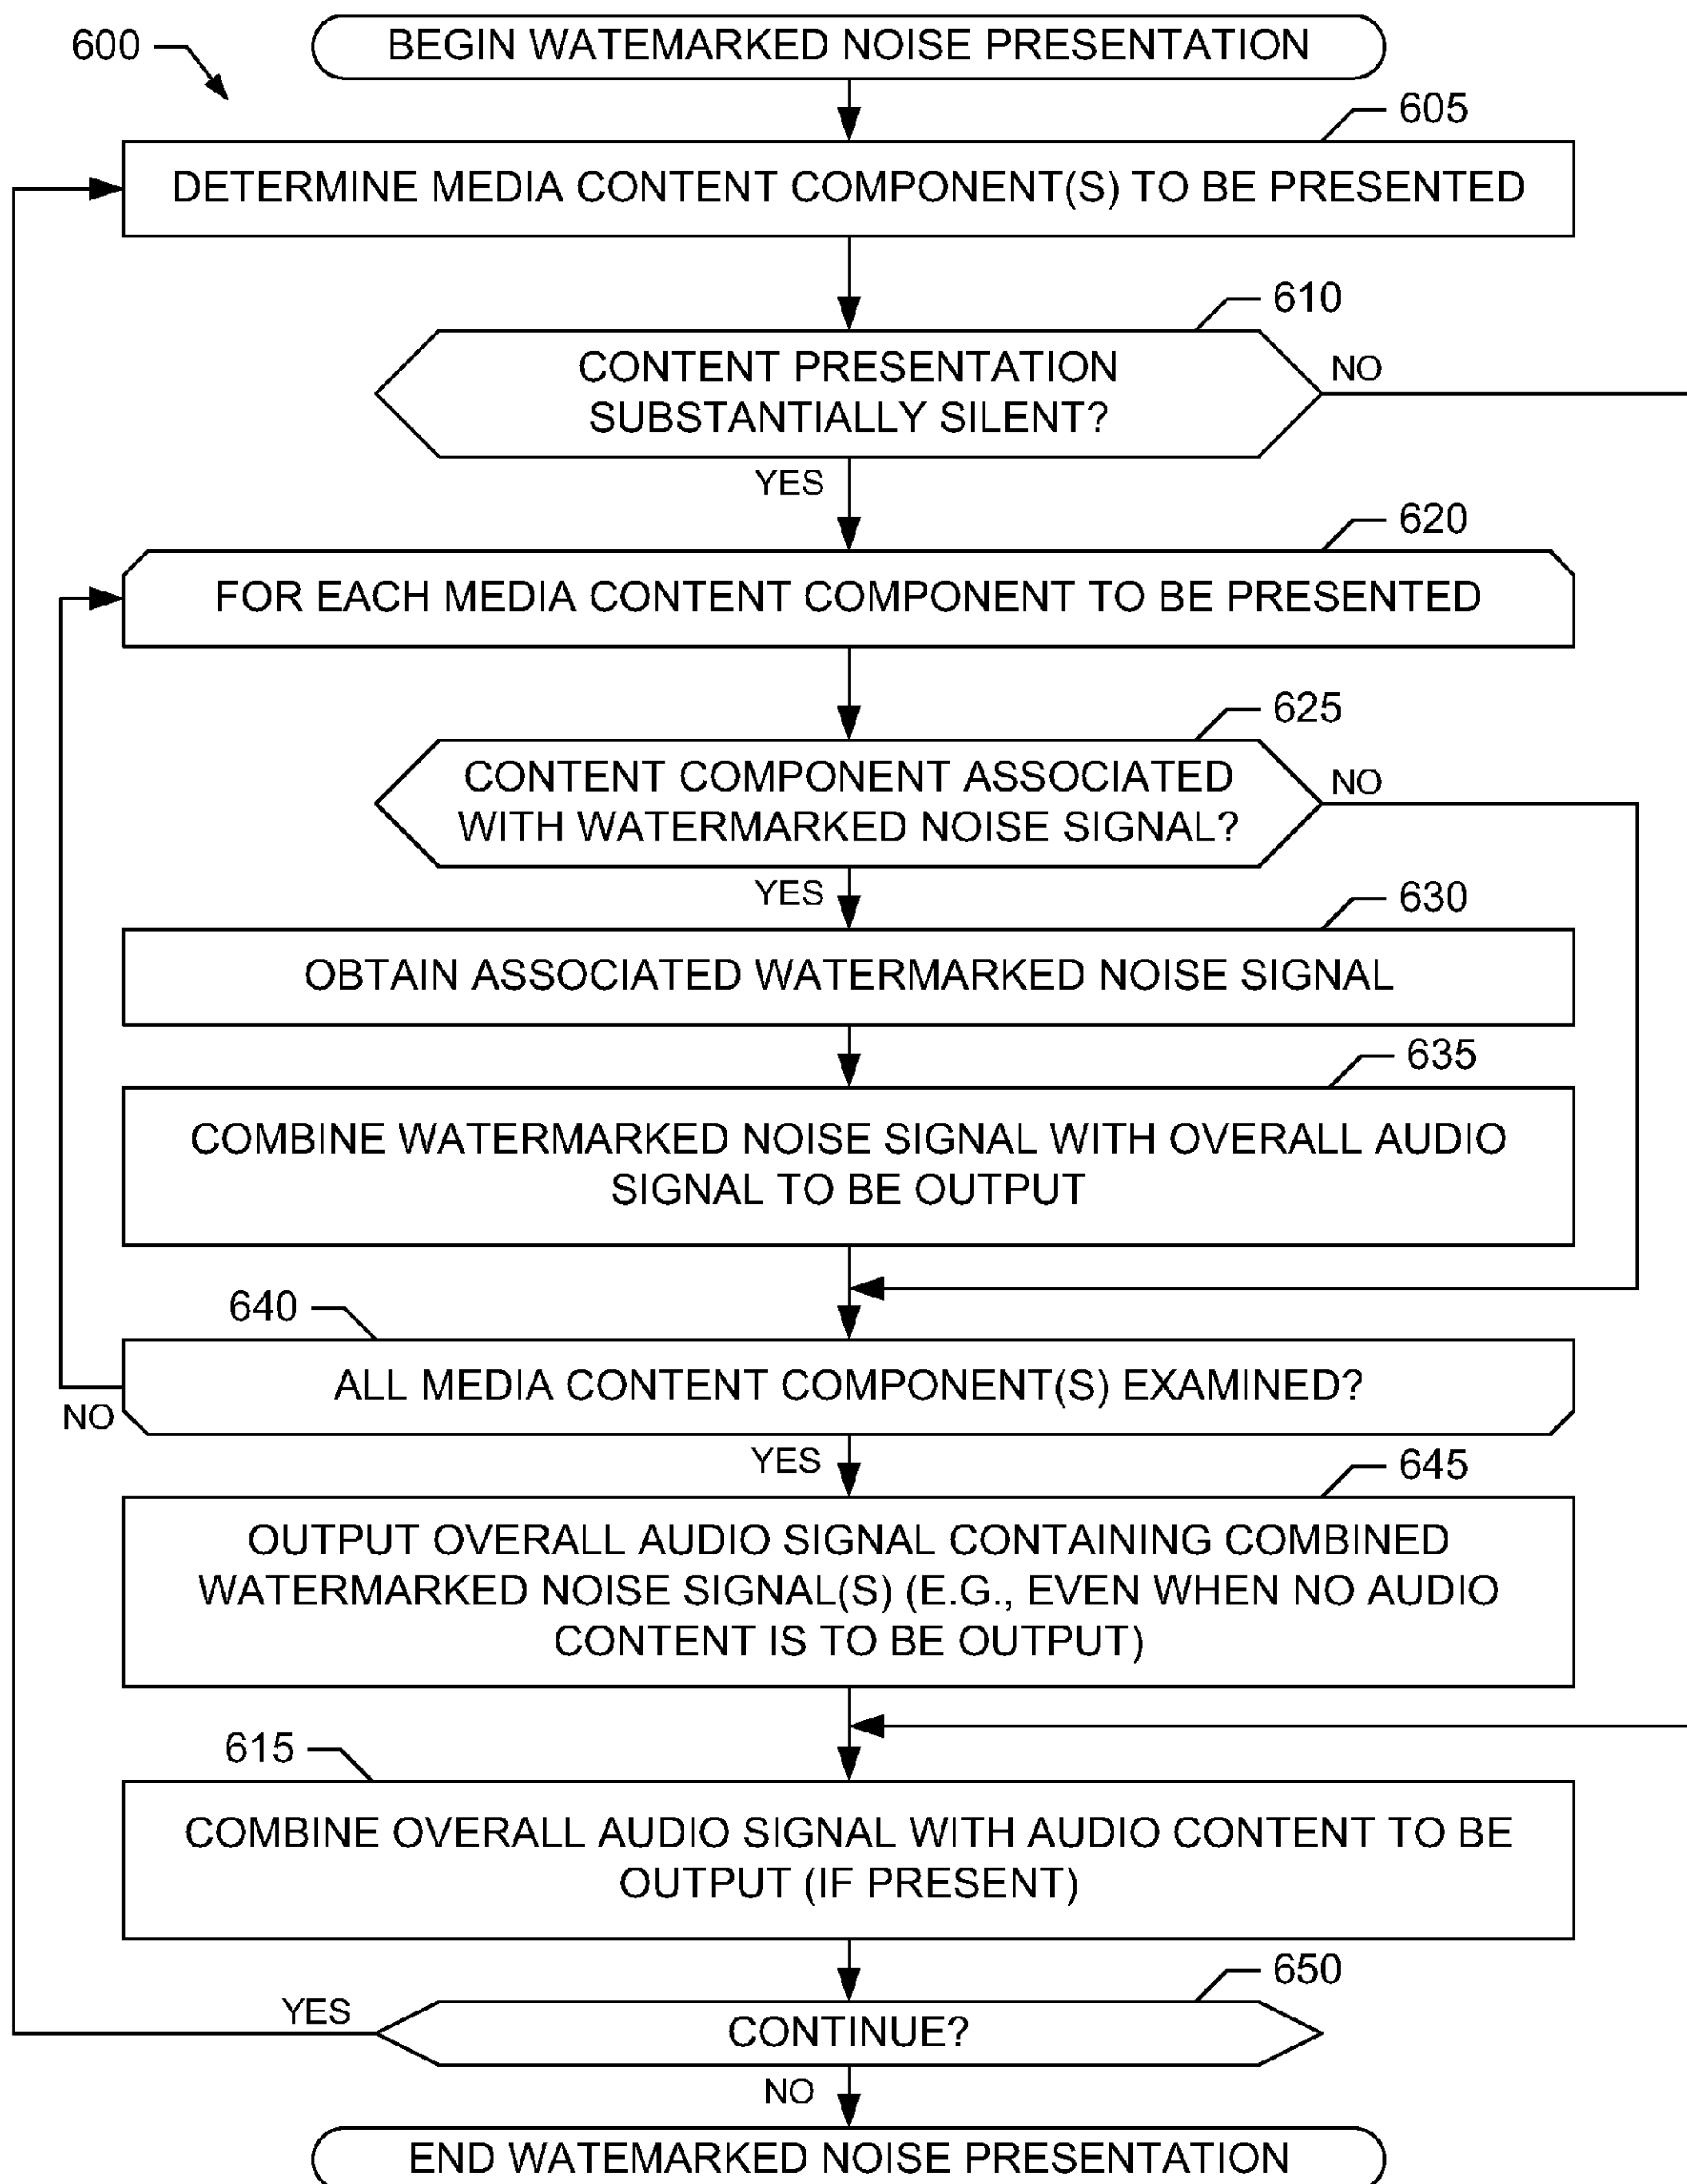 600
BEGIN WATEMARKED NOISE PRESENTATION
605
DETERMINE MEDIA CONTENT COMPONENT(S) TO BE PRESENTED
610
CONTENT PRESENTATION
SUBSTANTIALLY SILENT?
NO
YES
620
FOR EACH MEDIA CONTENT COMPONENT TO BE PRESENTED
625
CONTENT COMPONENT ASSOCIATED
WITH WATERMARKED NOISE SIGNAL?
NO
YES
630
OBTAIN ASSOCIATED WATERMARKED NOISE SIGNAL
635
COMBINE WATERMARKED NOISE SIGNAL WITH OVERALL AUDIO
SIGNAL TO BE OUTPUT
640
ALL MEDIA CONTENT COMPONENT(S) EXAMINED?
NO
YES
645
OUTPUT OVERALL AUDIO SIGNAL CONTAINING COMBINED
WATERMARKED NOISE SIGNAL(S) (E.G., EVEN WHEN NO AUDIO
CONTENT IS TO BE OUTPUT)
615
COMBINE OVERALL AUDIO SIGNAL WITH AUDIO CONTENT TO BE
OUTPUT (IF PRESENT)
650
YES
CONTINUE?
NO
END WATEMARKED NOISE PRESENTATION